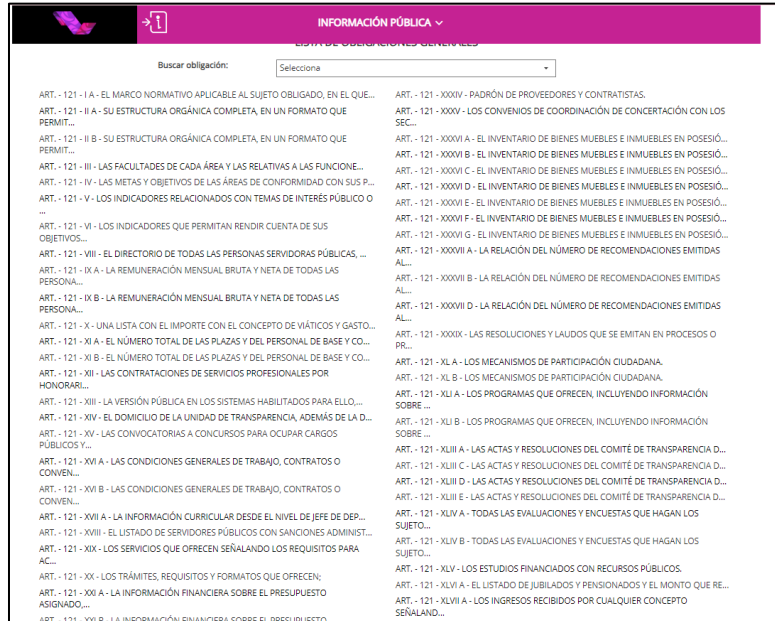 INFORMACIÓN PÚBLICA
LISTA DE OBLIGACIONES GENERALES
Buscar obligación:
Selecciona
ART. - 121 - I A - EL MARCO NORMATIVO APLICABLE AL SUJETO OBLIGADO, EN EL QUE...
ART. - 121 - II A - SU ESTRUCTURA ORGÁNICA COMPLETA, EN UN FORMATO QUE
PERMIT...
ART. - 121 - II B - SU ESTRUCTURA ORGÁNICA COMPLETA, EN UN FORMATO QUE
PERMIT...
ART. - 121 - III - LAS FACULTADES DE CADA ÁREA Y LAS RELATIVAS A LAS FUNCIONE...
ART. - 121 - IV - LAS METAS Y OBJETIVOS DE LAS ÁREAS DE CONFORMIDAD CON SUS P...
ART. - 121 - V - LOS INDICADORES RELACIONADOS CON TEMAS DE INTERÉS PÚBLICO O
...
ART. - 121 - VI - LOS INDICADORES QUE PERMITAN RENDIR CUENTA DE SUS
OBJETIVOS...
ART. - 121 - VIII - EL DIRECTORIO DE TODAS LAS PERSONAS SERVIDORAS PÚBLICAS, ...
ART. - 121 - IX A - LA REMUNERACIÓN MENSUAL BRUTA Y NETA DE TODAS LAS
PERSONA...
ART. - 121 - IX B - LA REMUNERACIÓN MENSUAL BRUTA Y NETA DE TODAS LAS
PERSONA...
ART. - 121 - X - UNA LISTA CON EL IMPORTE CON EL CONCEPTO DE VIÁTICOS Y GASTO...
ART. - 121 - XI A - EL NÚMERO TOTAL DE LAS PLAZAS Y DEL PERSONAL DE BASE Y CO...
ART. - 121 - XI B - EL NÚMERO TOTAL DE LAS PLAZAS Y DEL PERSONAL DE BASE Y CO...
ART. - 121 - XII - LAS CONTRATACIONES DE SERVICIOS PROFESIONALES POR
HONORARI...
ART. - 121 - XIII - LA VERSIÓN PÚBLICA EN LOS SISTEMAS HABILITADOS PARA ELLO,...
ART. - 121 - XIV - EL DOMICILIO DE LA UNIDAD DE TRANSPARENCIA, ADEMÁS DE LA D...
ART. - 121 - XV - LAS CONVOCATORIAS A CONCURSOS PARA OCUPAR CARGOS
PÚBLICOS Y...
ART. - 121 - XVI A - LAS CONDICIONES GENERALES DE TRABAJO, CONTRATOS O
CONVEN...
ART. - 121 - XVI B - LAS CONDICIONES GENERALES DE TRABAJO, CONTRATOS O
CONVEN...
ART. - 121 - XVII A - LA INFORMACIÓN CURRICULAR DESDE EL NIVEL DE JEFE DE DEP...
ART. - 121 - XVIII - EL LISTADO DE SERVIDORES PÚBLICOS CON SANCIONES ADMINIST...
ART. - 121 - XIX - LOS SERVICIOS QUE OFRECEN SEÑALANDO LOS REQUISITOS PARA
AC...
ART. - 121 - XX - LOS TRÁMITES, REQUISITOS Y FORMATOS QUE OFRECEN;
ART. - 121 - XXI A - LA INFORMACIÓN FINANCIERA SOBRE EL PRESUPUESTO
ASIGNADO,...
ART. - 121 - XXI B - LA INFORMACIÓN FINANCIERA SOBRE EL PRESUPUESTO
ART. - 121 - XXXIV - PADRÓN DE PROVEEDORES Y CONTRATISTAS.
ART. - 121 - XXXV - LOS CONVENIOS DE COORDINACIÓN DE CONCERTACIÓN CON LOS
SEC...
ART. - 121 - XXXVI A - EL INVENTARIO DE BIENES MUEBLES E INMUEBLES EN POSESIÓ...
ART. - 121 - XXXVI B - EL INVENTARIO DE BIENES MUEBLES E INMUEBLES EN POSESIÓ...
ART. - 121 - XXXVI C - EL INVENTARIO DE BIENES MUEBLES E INMUEBLES EN POSESIÓ...
ART. - 121 - XXXVI D - EL INVENTARIO DE BIENES MUEBLES E INMUEBLES EN POSESIÓ...
ART. - 121 - XXXVI E - EL INVENTARIO DE BIENES MUEBLES E INMUEBLES EN POSESIÓ...
ART. - 121 - XXXVI F - EL INVENTARIO DE BIENES MUEBLES E INMUEBLES EN POSESIÓ...
ART. - 121 - XXXVI G - EL INVENTARIO DE BIENES MUEBLES E INMUEBLES EN POSESIÓ...
ART. - 121 - XXXVII A - LA RELACIÓN DEL NÚMERO DE RECOMENDACIONES EMITIDAS
AL...
ART. - 121 - XXXVII B - LA RELACIÓN DEL NÚMERO DE RECOMENDACIONES EMITIDAS
AL...
ART. - 121 - XXXVII D - LA RELACIÓN DEL NÚMERO DE RECOMENDACIONES EMITIDAS
AL...
ART. - 121 - XXXIX - LAS RESOLUCIONES Y LAUDOS QUE SE EMITAN EN PROCESOS O
PR...
ART. - 121 - XL A - LOS MECANISMOS DE PARTICIPACIÓN CIUDADANA.
ART. - 121 - XL B - LOS MECANISMOS DE PARTICIPACIÓN CIUDADANA.
ART. - 121 - XLI A - LOS PROGRAMAS QUE OFRECEN, INCLUYENDO INFORMACIÓN
SOBRE ...
ART. - 121 - XLI B - LOS PROGRAMAS QUE OFRECEN, INCLUYENDO INFORMACIÓN
SOBRE ...
ART. - 121 - XLIII A - LAS ACTAS Y RESOLUCIONES DEL COMITÉ DE TRANSPARENCIA D...
ART. - 121 - XLIII C - LAS ACTAS Y RESOLUCIONES DEL COMITÉ DE TRANSPARENCIA D...
ART. - 121 - XLIII D - LAS ACTAS Y RESOLUCIONES DEL COMITÉ DE TRANSPARENCIA D...
ART. - 121 - XLIII E - LAS ACTAS Y RESOLUCIONES DEL COMITÉ DE TRANSPARENCIA D...
ART. - 121 - XLIV A - TODAS LAS EVALUACIONES Y ENCUESTAS QUE HAGAN LOS
SUJETO...
ART. - 121 - XLIV B - TODAS LAS EVALUACIONES Y ENCUESTAS QUE HAGAN LOS
SUJETO...
ART. - 121 - XLV - LOS ESTUDIOS FINANCIADOS CON RECURSOS PÚBLICOS.
ART. - 121 - XLVI A - EL LISTADO DE JUBILADOS Y PENSIONADOS Y EL MONTO QUE RE...
ART. - 121 - XLVII A - LOS INGRESOS RECIBIDOS POR CUALQUIER CONCEPTO
SEÑALAND...